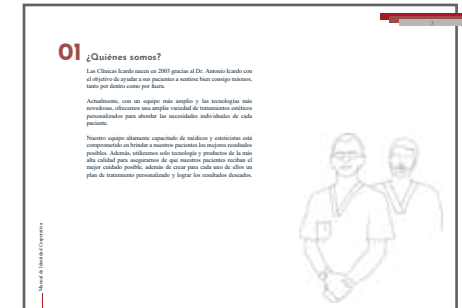 01 ¿Quiénes somos?
Las Clínicas Icardo nacen en 2003 gracias al Dr. Antonio Icardo con
el objetivo de ayudar a sus pacientes a sentirse bien consigo mismos,
tanto por dentro como por fuera.
Actualmente, con un equipo más amplio y las tecnologías más
novedosas, ofrecemos una amplia variedad de tratamientos estéticos
personalizados para abordar las necesidades individuales de cada
paciente.
Nuestro equipo altamente capacitado de médicos y esteticistas está
comprometido en brindar a nuestros pacientes los mejores resultados
posibles. Además, utilizamos solo tecnología y productos de la más
alta calidad para asegurarnos de que nuestros pacientes reciban el
mejor cuidado posible, además de crear para cada uno de ellos un
plan de tratamiento personalizado y lograr los resultados deseados.
Manual de Identidad Corporativa